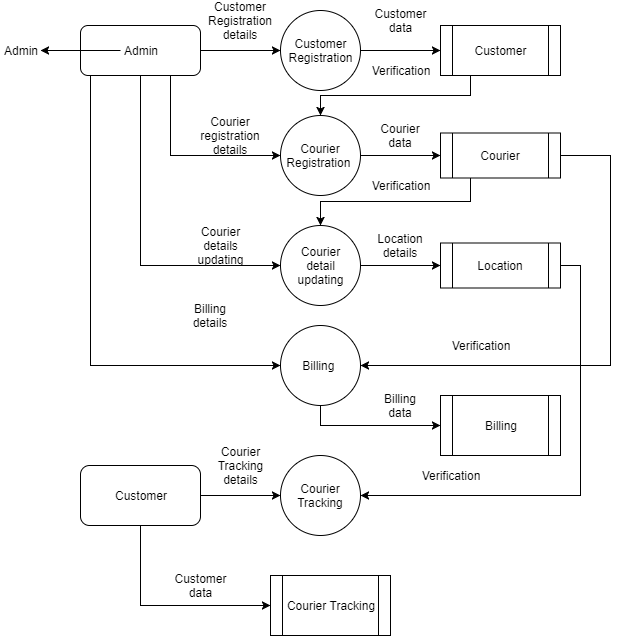 Customer
Registration
details
Customer
data
Admin
Admin
Customer
Registration
Customer
Verification
Courier
registration
details
Courier
data
Courier
Registration
Courier
Verification
Courier
details
updating
Location
details
Courier
detail
updating
Location
Billing
details
Verification
Billing
Billing
data
Billing
Courier
Tracking
details
Verification
Customer
Courier
Tracking
Customer
data
Courier Tracking